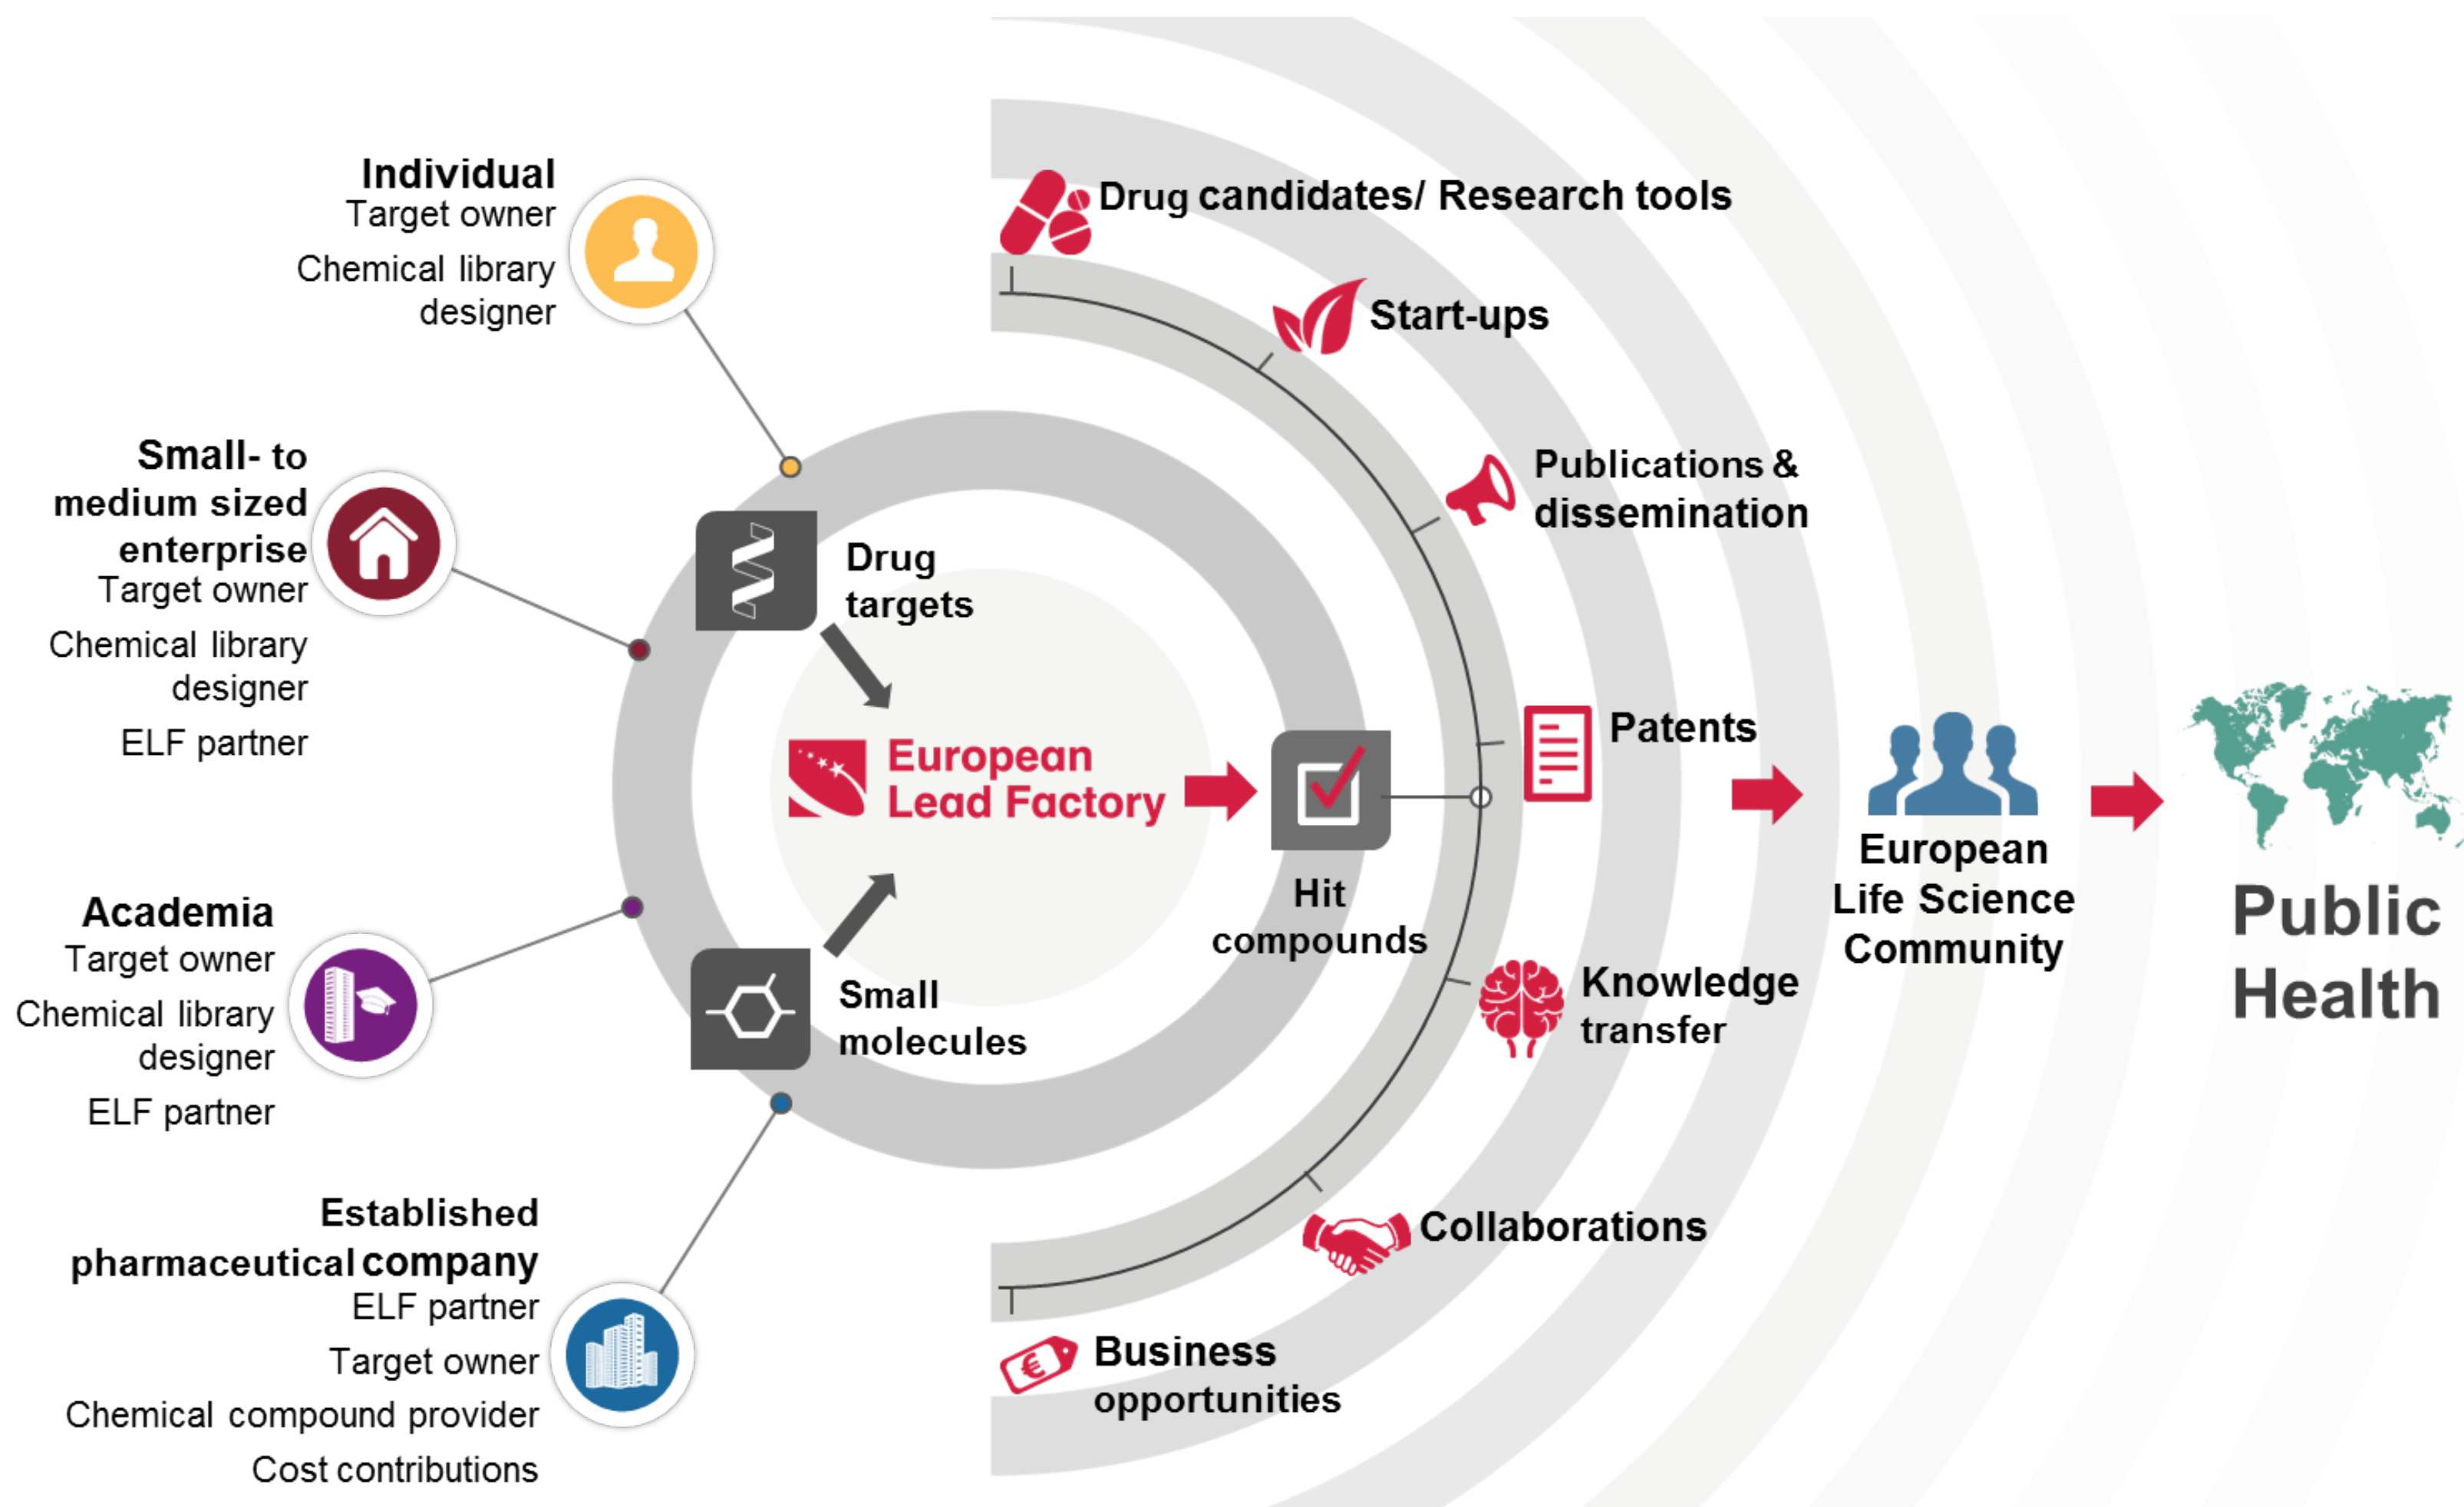 Individual
Target owner
Chemical library
designer
Small- to
medium sized
enterprise
Target owner
Chemical library
designer
ELF partner
Academia
Target owner
Chemical library
designer
ELF partner
Established
pharmaceutical company
ELF partner
Target owner
Chemical compound provider
Cost contributions
Drug
targets
European
Lead Factory
Small
molecules
Hit
compounds
Drug candidates/ Research tools
Start-ups
Publications &
dissemination
Patents
Knowledge
transfer
Collaborations
€
Business
opportunities
European
Life Science
Community
Public
Health